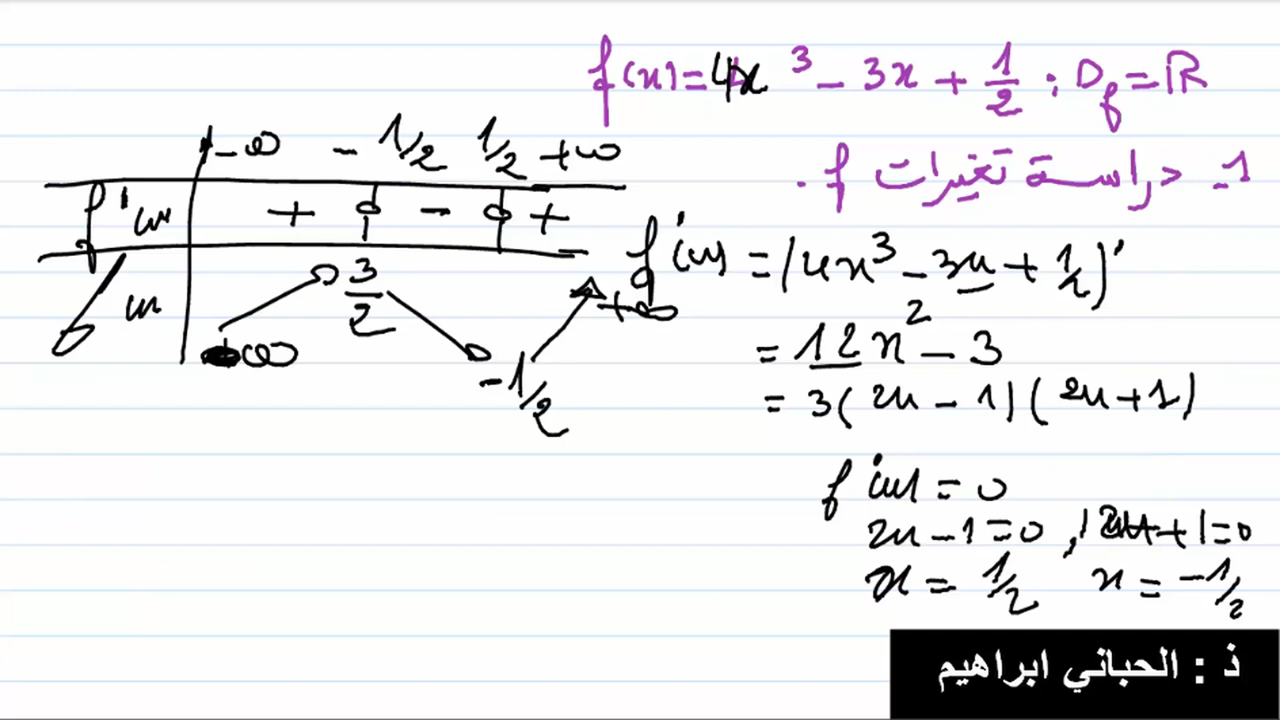 f(x) = 4x³ - 3x + 1/2 ; Df = ℝ
1. دراسة تغيرات f.
-∞ -1/2 1/2 +∞
f'(x) + 0 - 0 +
f(x) 3/2 +∞
∞ -1/2
f'(x) = (4x³ - 3x + 1/2)'
= 12x² - 3
= 3(2x - 1)(2x + 1)
f'(x) = 0
2x - 1 = 0 , 2x + 1 = 0
x = 1/2 x = -1/2
ذ : الحباني ابراهيم